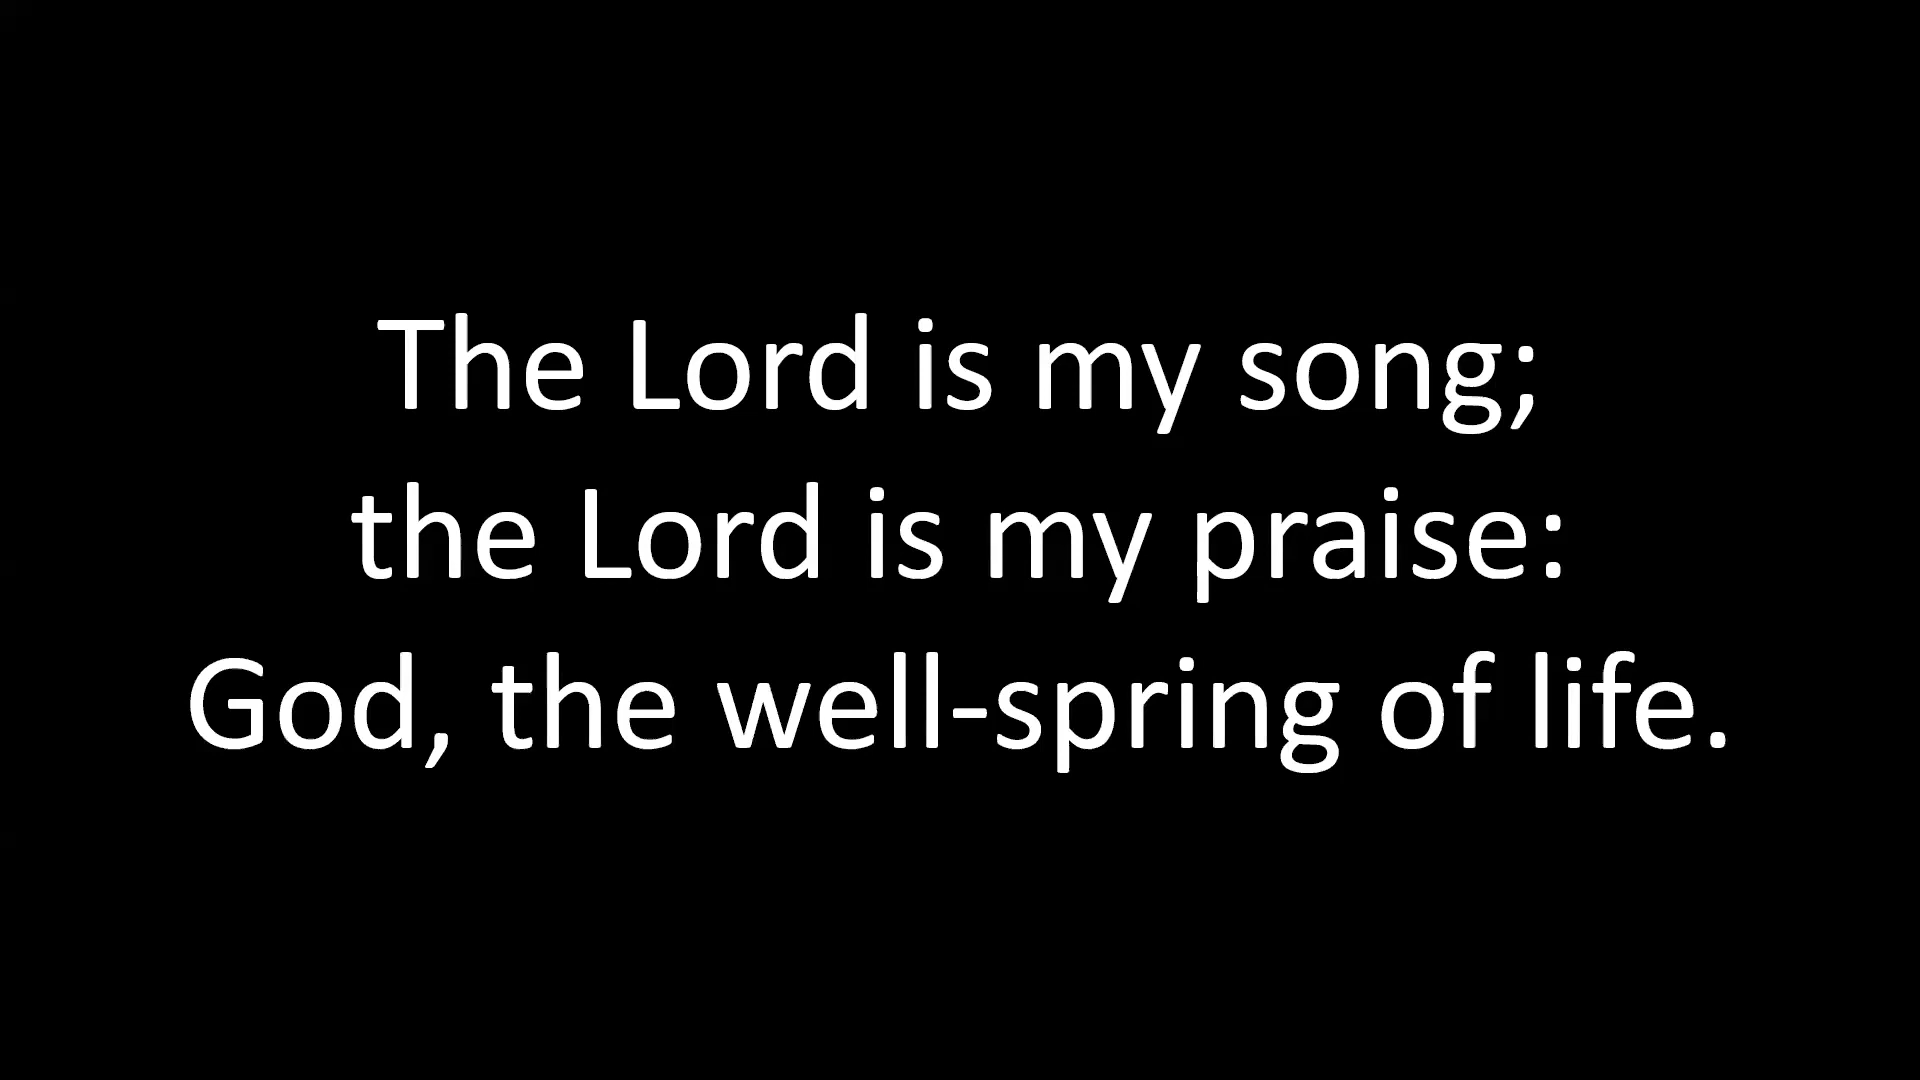 The Lord is my song;
the Lord is my praise:
God, the well-spring of life.